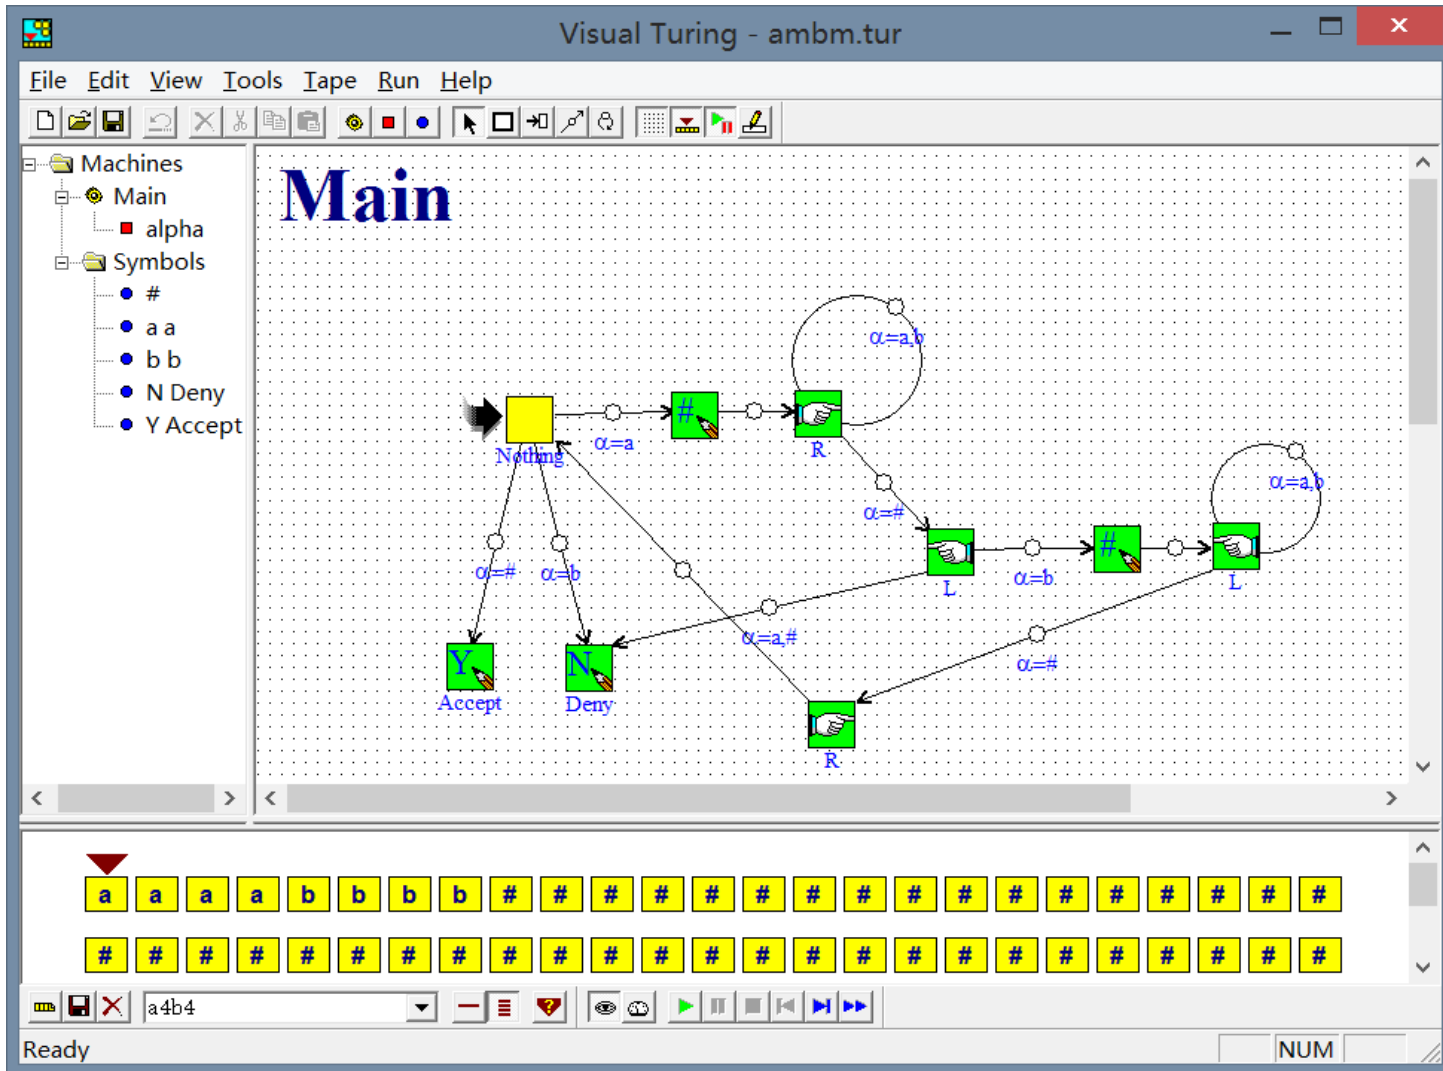 Visual Turing - ambm.tur
File Edit View Tools Tape Run Help
Machines
Main
alpha
Symbols
#
a a
b b
N Deny
Y Accept
Main
α=a,b
#
R
Nothing
α=a
α=#
α=a,b
L
α=b
#
L
α=#
α=b
α=a,#
α=#
Y
Accept
N
Deny
R
a a a a b b b b # # # # # # # # # # # # # # # # #
# # # # # # # # # # # # # # # # # # # # # # # # #
a4b4
Ready
NUM